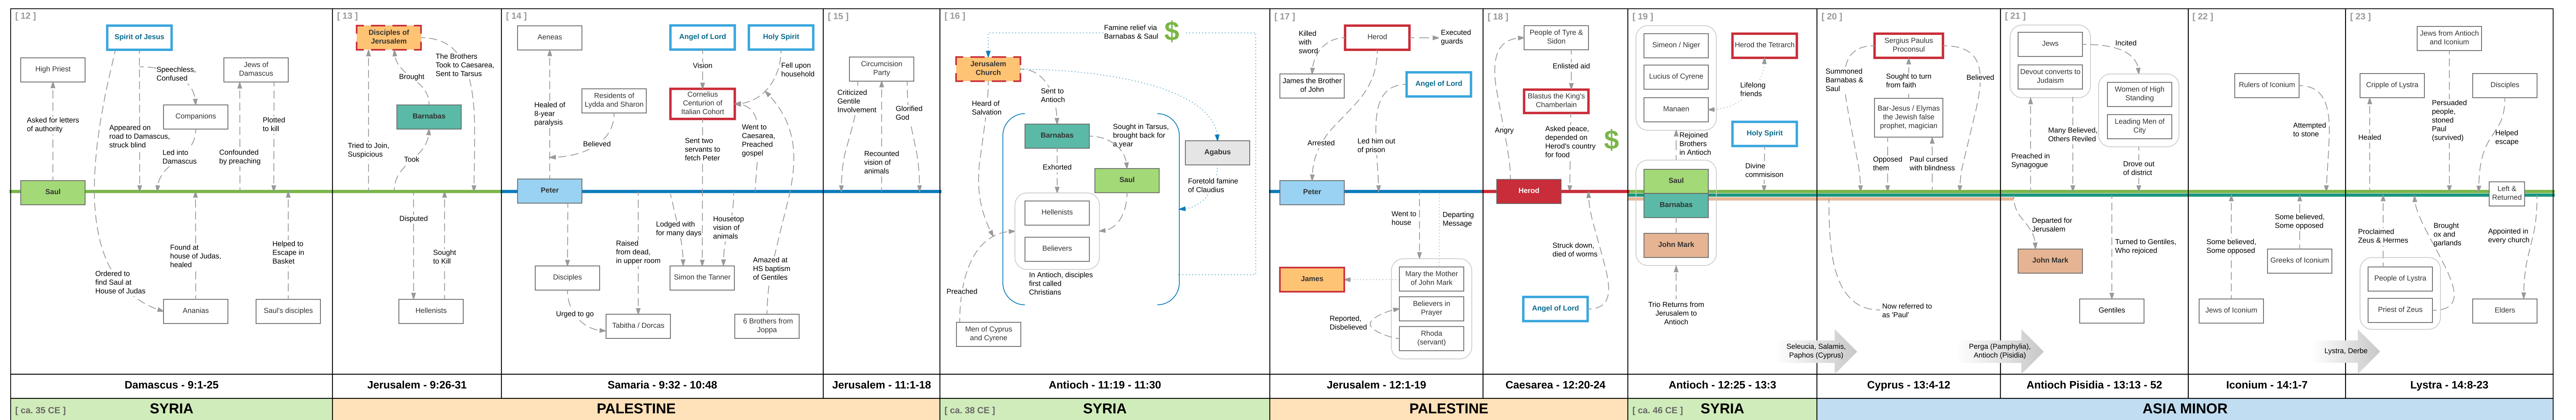 [ 12 ]
Spirit of Jesus
High Priest
Speechless,
Confused
Jews of
Damascus
Companions
Asked for letters
of authority
Appeared on
road to Damascus,
struck blind
Led into
Damascus
Confounded
by preaching
Plotted
to kill
Saul
Found at
house of Judas,
healed
Helped to
Escape in
Basket
Ordered to
find Saul at
House of Judas
Ananias
Saul's disciples
Damascus - 9:1-25
[ 13 ]
Disciples of
Jerusalem
The Brothers
Took to Caesarea,
Sent to Tarsus
Brought
Barnabas
Tried to Join,
Suspicious
Took
Disputed
Sought
to Kill
Hellenists
Jerusalem - 9:26-31
[ 14 ]
Aeneas
Angel of Lord
Holy Spirit
Vision
Fell upon
household
Residents of
Lydda and Sharon
Cornelius
Centurion of
Italian Cohort
Healed of
8-year
paralysis
Believed
Sent two
servants to
fetch Peter
Went to
Caesarea,
Preached
gospel
Peter
Lodged with
for many days
Housetop
vision of
animals
Raised
from dead,
in upper room
Disciples
Simon the Tanner
Amazed at
HS baptism
of Gentiles
Urged to go
Tabitha / Dorcas
6 Brothers from
Joppa
Samaria - 9:32 - 10:48
[ 15 ]
Circumcision
Party
Criticized
Gentile
Involvement
Glorified
God
Recounted
vision of
animals
Jerusalem - 11:1-18
[ 16 ]
Famine relief via
Barnabas & Saul
$
Jerusalem
Church
Sent to
Antioch
Heard of
Salvation
Barnabas
Sought in Tarsus,
brought back for
a year
Agabus
Exhorted
Saul
Foretold famine
of Claudius
Hellenists
Believers
In Antioch, disciples
first called
Christians
Preached
Men of Cyprus
and Cyrene
Antioch - 11:19 - 11:30
[ 17 ]
Killed
with
sword
Herod
Executed
guards
James the Brother
of John
Angel of Lord
Arrested
Led him out
of prison
Peter
Went to
house
Departing
Message
James
Mary the Mother
of John Mark
Believers in
Prayer
Reported,
Disbelieved
Rhoda
(servant)
Jerusalem - 12:1-19
[ 18 ]
People of Tyre &
Sidon
Enlisted aid
Blastus the King's
Chamberlain
Angry
Asked peace,
depended on
Herod's country
for food
$
Herod
Struck down,
died of worms
Angel of Lord
Caesarea - 12:20-24
[ 19 ]
Simeon / Niger
Herod the Tetrarch
Lucius of Cyrene
Lifelong
friends
Manaen
Holy Spirit
Rejoined
Brothers
in Antioch
Divine
commisison
Saul
Barnabas
John Mark
Trio Returns from
Jerusalem to
Antioch
Antioch - 12:25 - 13:3
[ 20 ]
Sergius Paulus
Proconsul
Summoned
Barnabas &
Saul
Sought to turn
from faith
Believed
Bar-Jesus / Elymas
the Jewish false
prophet, magician
Opposed
them
Paul cursed
with blindness
Now referred to
as 'Paul'
Seleucia, Salamis,
Paphos (Cyprus)
Cyprus - 13:4-12
[ 21 ]
Jews
Incited
Devout converts to
Judaism
Women of High
Standing
Leading Men of
City
Many Believed,
Others Reviled
Preached in
Synagogue
Drove out
of district
Departed for
Jerusalem
John Mark
Turned to Gentiles,
Who rejoiced
Gentiles
Perga (Pamphylia),
Antioch (Pisidia)
Antioch Pisidia - 13:13 - 52
[ 22 ]
Rulers of Iconium
Attempted
to stone
Some believed,
Some opposed
Some believed,
Some opposed
Greeks of Iconium
Jews of Iconium
Iconium - 14:1-7
[ 23 ]
Jews from Antioch
and Iconium
Cripple of Lystra
Disciples
Persuaded
people,
stoned
Paul
(survived)
Healed
Helped
escape
Left &
Returned
Proclaimed
Zeus & Hermes
Brought
ox and
garlands
Appointed in
every church
People of Lystra
Priest of Zeus
Elders
Lystra, Derbe
Lystra - 14:8-23
[ ca. 35 CE ]
SYRIA
PALESTINE
[ ca. 38 CE ]
SYRIA
PALESTINE
[ ca. 46 CE ]
SYRIA
ASIA MINOR